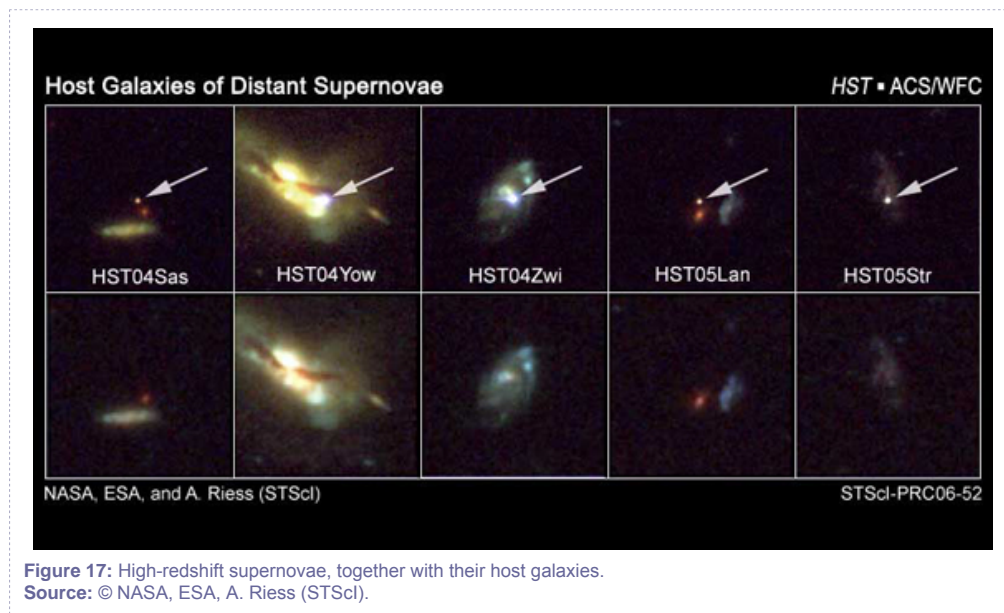 Host Galaxies of Distant Supernovae
HST ▪ ACS/WFC
HST04Sas
HST04Yow
HST04Zwi
HST05Lan
HST05Str
NASA, ESA, and A. Riess (STScI)
STScI-PRC06-52
Figure 17: High-redshift supernovae, together with their host galaxies.
Source: © NASA, ESA, A. Riess (STScI).